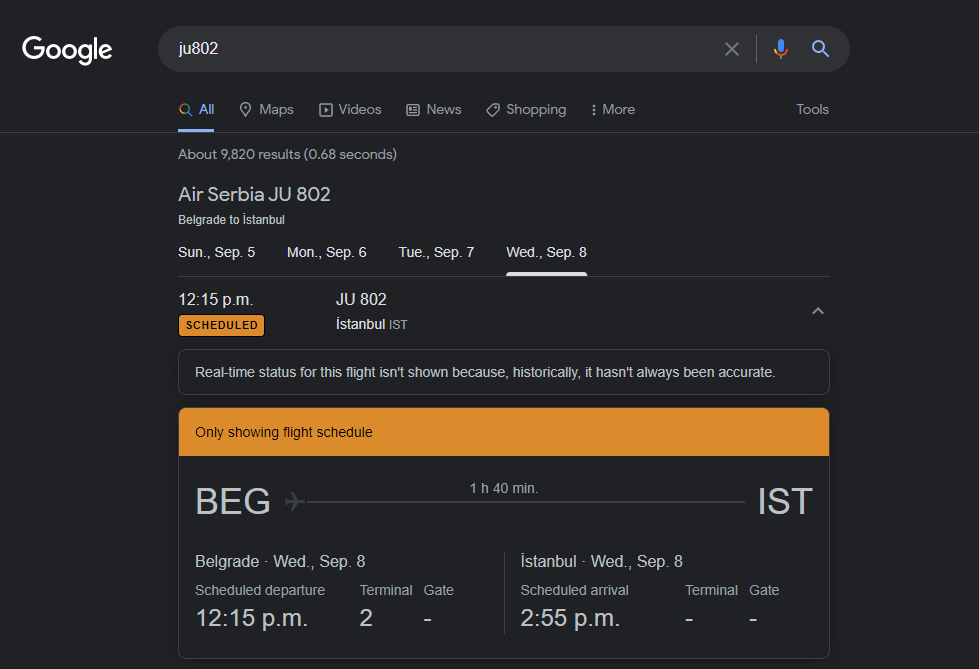 Google
ju802
All Maps Videos News Shopping More Tools
About 9,820 results (0.68 seconds)
Air Serbia JU 802
Belgrade to İstanbul
Sun., Sep. 5 Mon., Sep. 6 Tue., Sep. 7 Wed., Sep. 8
12:15 p.m. JU 802
SCHEDULED İstanbul IST
Real-time status for this flight isn't shown because, historically, it hasn't always been accurate.
Only showing flight schedule
1 h 40 min.
BEG IST
Belgrade · Wed., Sep. 8 İstanbul · Wed., Sep. 8
Scheduled departure Terminal Gate Scheduled arrival Terminal Gate
12:15 p.m. 2 - 2:55 p.m. - -